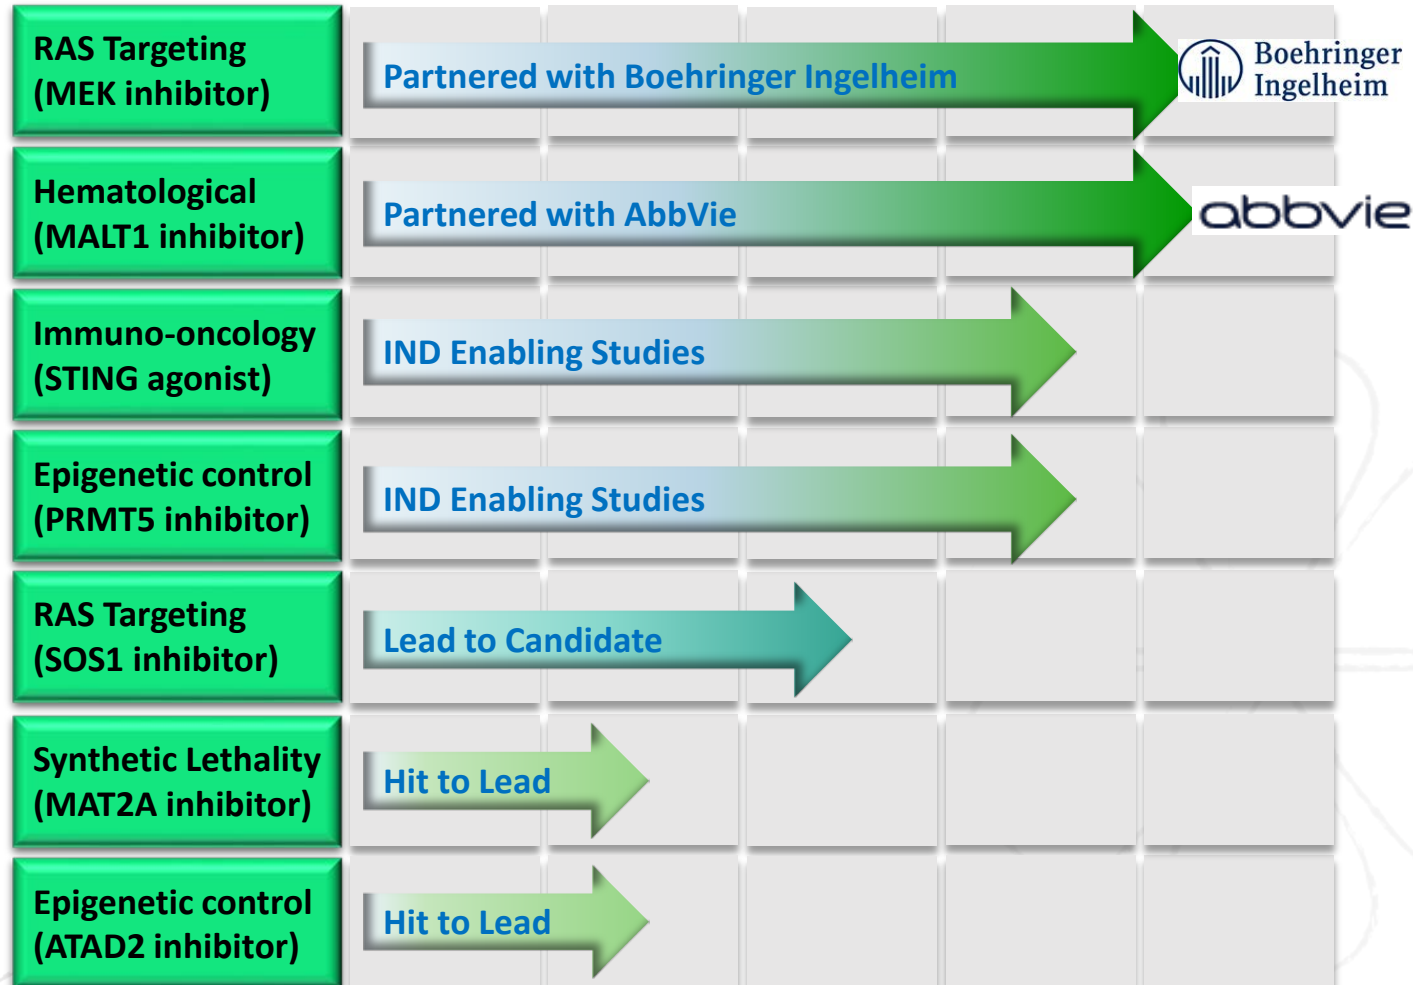 RAS Targeting
(MEK inhibitor)
Partnered with Boehringer Ingelheim
Boehringer
Ingelheim
Hematological
(MALT1 inhibitor)
Partnered with AbbVie
abbvie
Immuno-oncology
(STING agonist)
IND Enabling Studies
Epigenetic control
(PRMT5 inhibitor)
IND Enabling Studies
RAS Targeting
(SOS1 inhibitor)
Lead to Candidate
Synthetic Lethality
(MAT2A inhibitor)
Hit to Lead
Epigenetic control
(ATAD2 inhibitor)
Hit to Lead